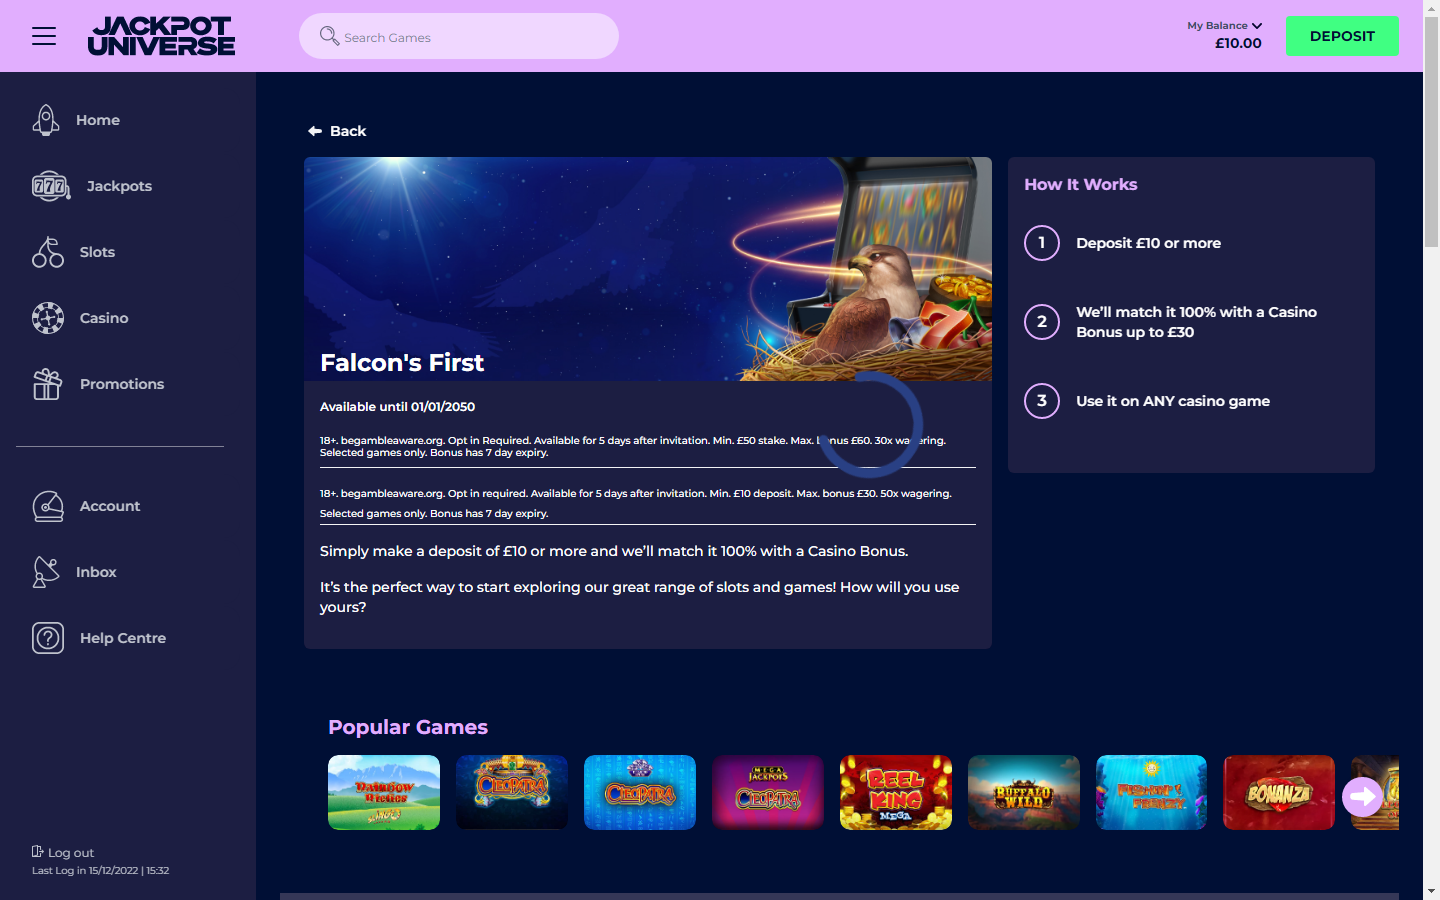 JACKPOT
UNIVERSE
Search Games
My Balance
£10.00
DEPOSIT
Home
Jackpots
Slots
Casino
Promotions
Account
Inbox
Help Centre
Log out
Last Log in 15/12/2022 | 15:32
Back
Falcon's First
Available until 01/01/2050
18+. begambleaware.org. Opt in Required. Available for 5 days after invitation. Min. £50 stake. Max. bonus £60. 30x wagering.
Selected games only. Bonus has 7 day expiry.
18+. begambleaware.org. Opt in required. Available for 5 days after invitation. Min. £10 deposit. Max. bonus £30. 50x wagering.
Selected games only. Bonus has 7 day expiry.
Simply make a deposit of £10 or more and we’ll match it 100% with a Casino Bonus.
It’s the perfect way to start exploring our great range of slots and games! How will you use
yours?
How It Works
1 Deposit £10 or more
2 We’ll match it 100% with a Casino
Bonus up to £30
3 Use it on ANY casino game
Popular Games
RAINBOW
RICHES
CLEOPATRA
CLEOPATRA
MEGA
JACKPOTS
CLEOPATRA
REEL
KING
MEGA
BUFFALO
WILD
FISHIN' FRENZY
BONANZA